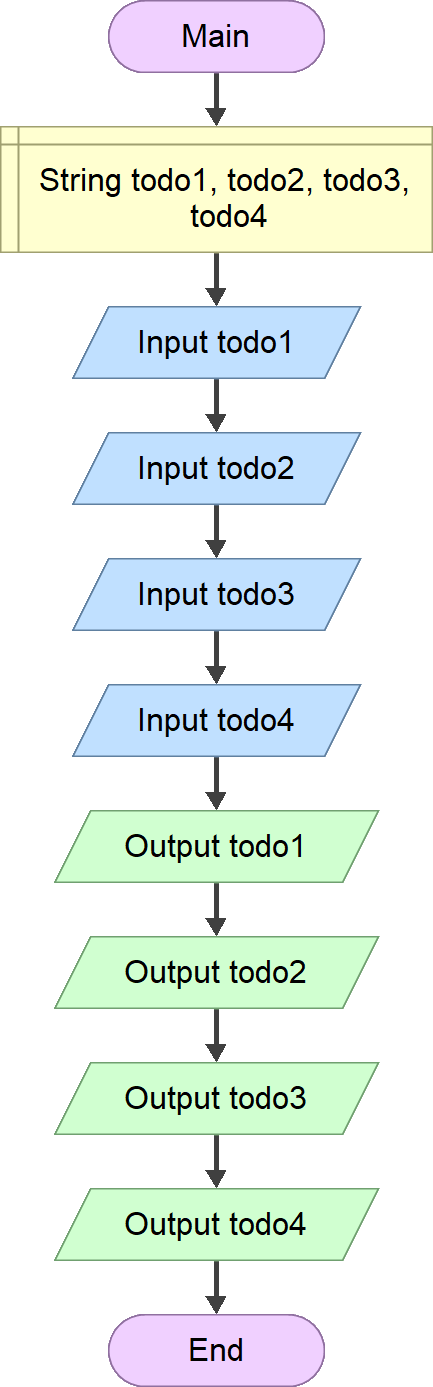 Main
String todo1, todo2, todo3,
todo4
Input todo1
Input todo2
Input todo3
Input todo4
Output todo1
Output todo2
Output todo3
Output todo4
End